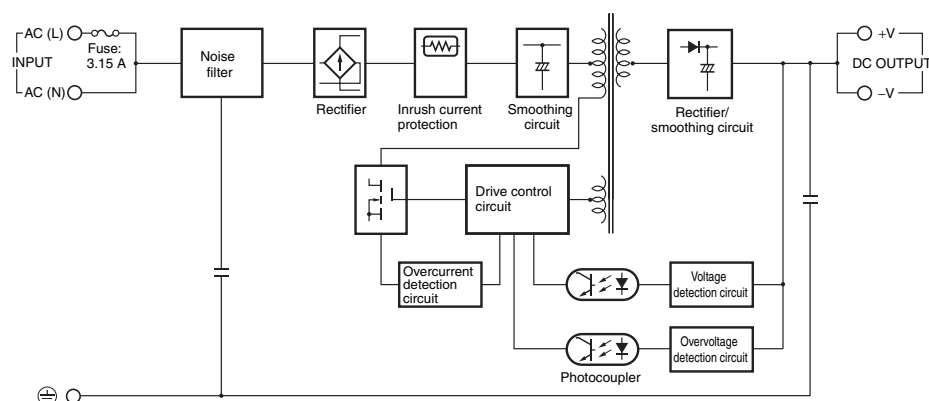 AC (L)
Fuse:
3.15 A
INPUT
AC (N)
Noise
filter
Rectifier
Inrush current
protection
Smoothing
circuit
Rectifier/
smoothing circuit
+V
DC OUTPUT
–V
Drive control
circuit
Overcurrent
detection
circuit
Voltage
detection circuit
Overvoltage
detection circuit
Photocoupler